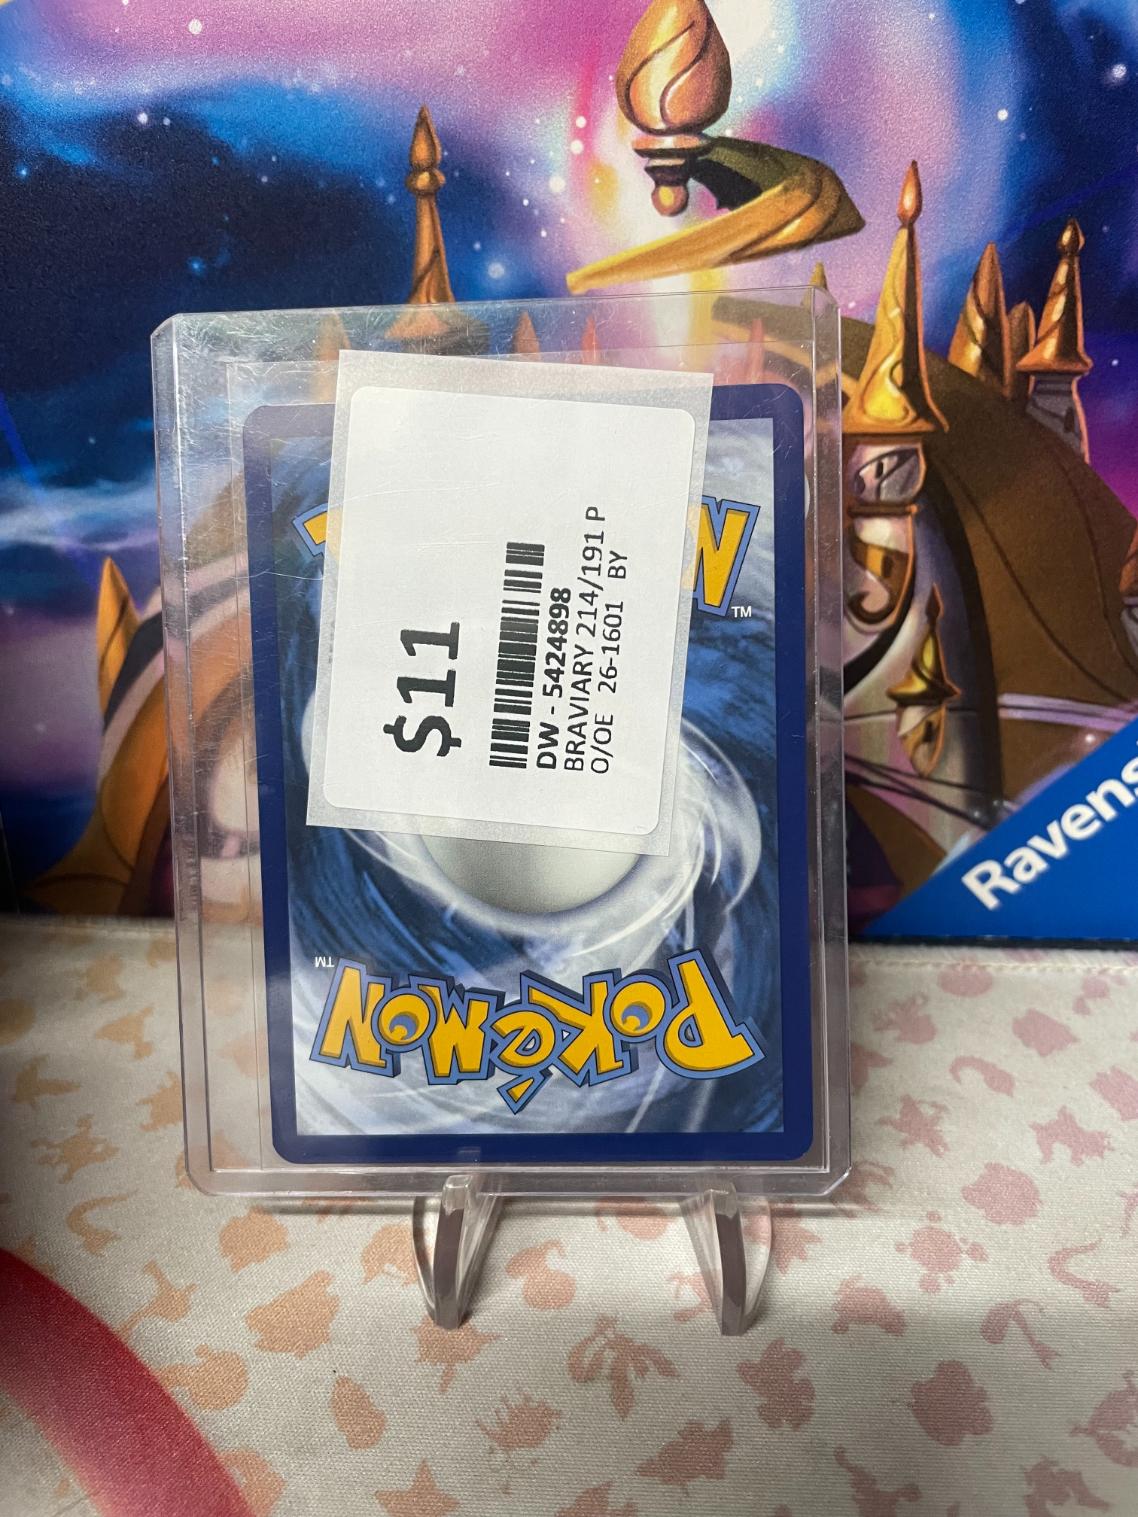 $11
DW - 5424898
BRAVIARY 214/191 P
O/OE 26-1601 BY
TM
TM
POKéMON
Ravens